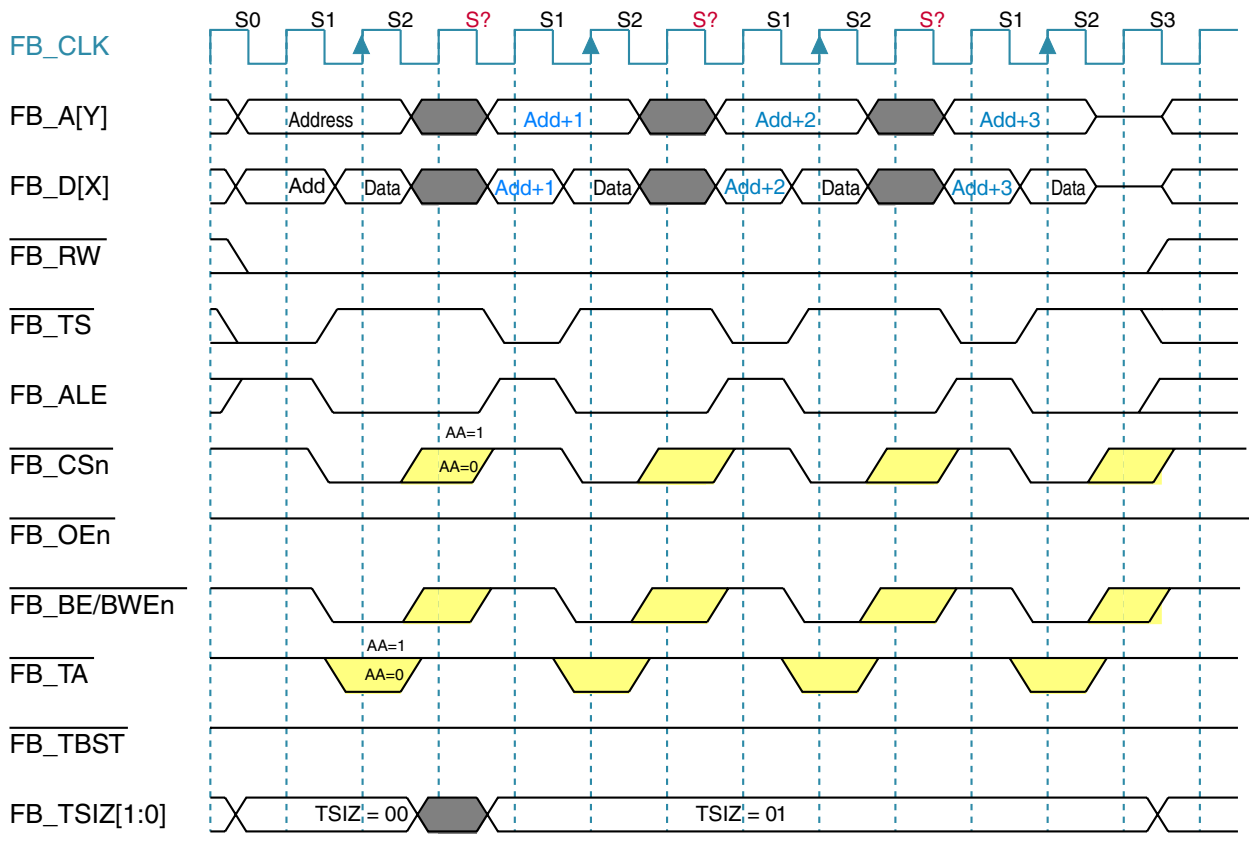 S0 S1 S2 S? S1 S2 S? S1 S2 S? S1 S2 S3
FB_CLK
FB_A[Y] Address Add+1 Add+2 Add+3
FB_D[X] Add Data Add+1 Data Add+2 Data Add+3 Data
FB_RW
FB_TS
FB_ALE
AA=1
FB_CSn AA=0
FB_OEn
FB_BE/BWEn
AA=1
FB_TA AA=0
FB_TBST
FB_TSIZ[1:0] TSIZ = 00 TSIZ = 01